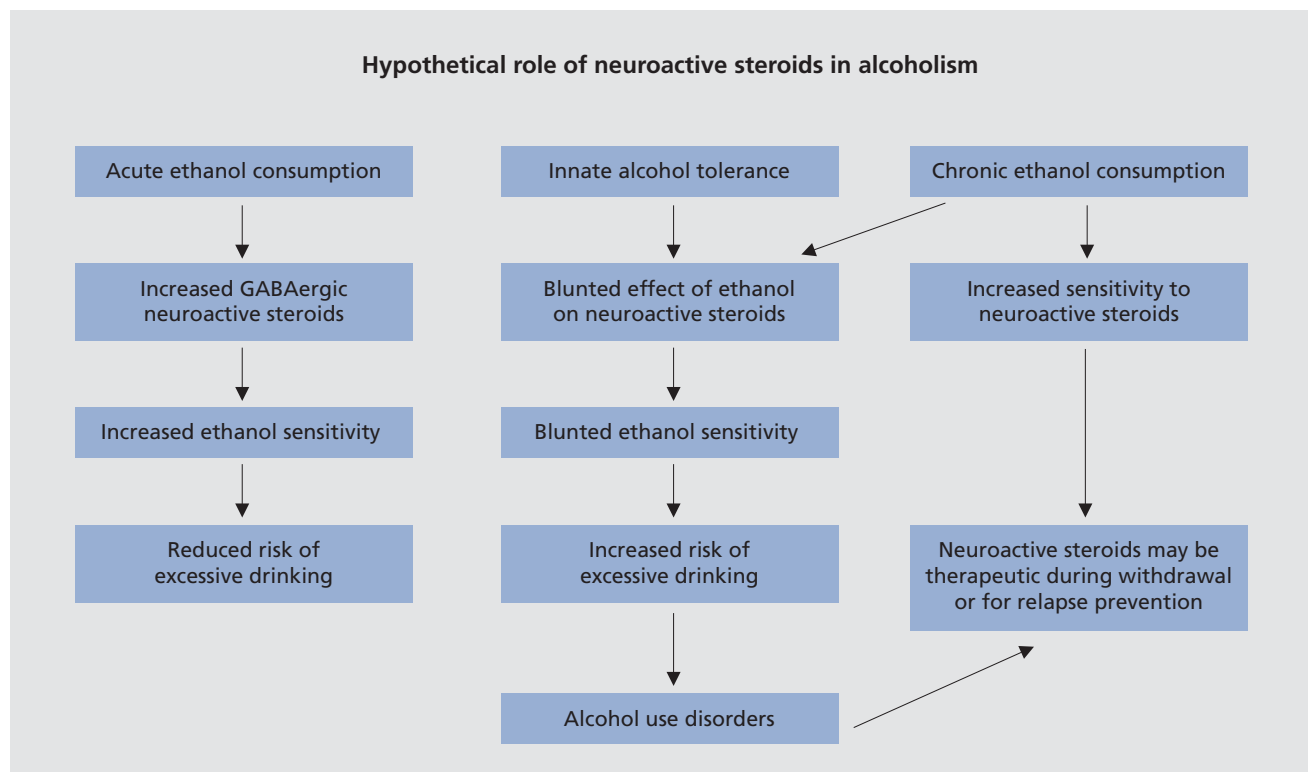 Hypothetical role of neuroactive steroids in alcoholism
Acute ethanol consumption
Increased GABAergic
neuroactive steroids
Increased ethanol sensitivity
Reduced risk of
excessive drinking
Innate alcohol tolerance
Blunted effect of ethanol
on neuroactive steroids
Blunted ethanol sensitivity
Increased risk of
excessive drinking
Alcohol use disorders
Chronic ethanol consumption
Increased sensitivity to
neuroactive steroids
Neuroactive steroids may be
therapeutic during withdrawal
or for relapse prevention